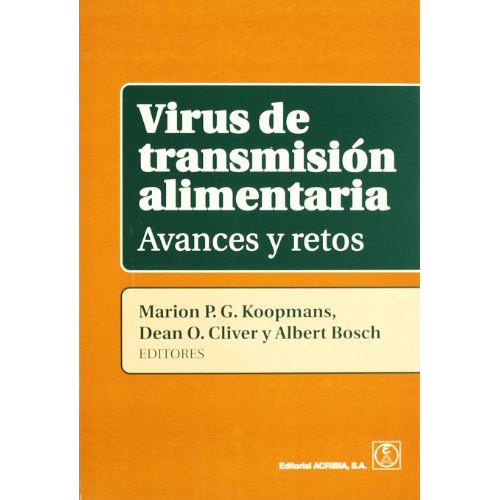 Virus de
transmisión
alimentaria
Avances y retos
Marion P. G. Koopmans,
Dean O. Cliver y Albert Bosch
EDITORES
Editorial ACRIBIA, S.A.
E
A